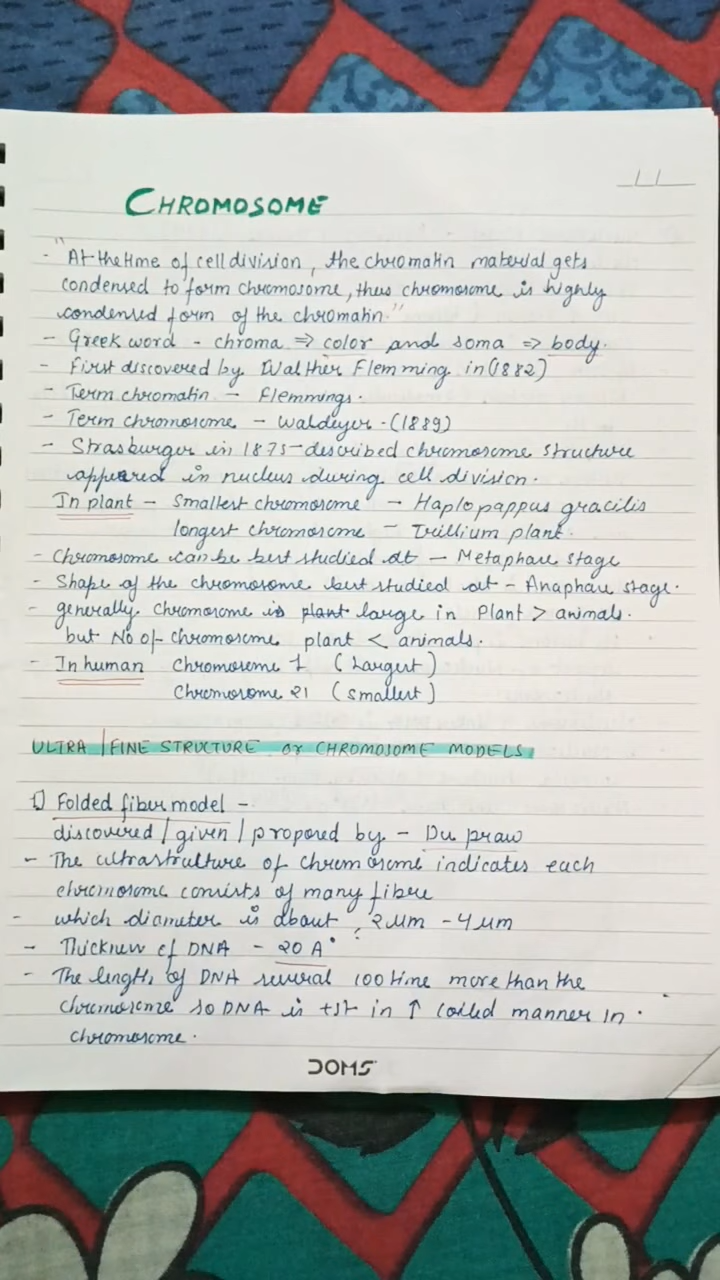 CHROMOSOME
- "At the time of cell division, the chromatin material gets
condensed to form chromosome, thus chromosome is highly
condensed form of the chromatin."
- Greek word - chroma ⇒ color and soma ⇒ body.
- First discovered by Walther Flemming in (1882)
- Term chromatin - Flemmings.
- Term chromosome - Waldeyer - (1889)
- Strasburger in 1875 - described chromosome structure
appeared in nucleus during cell division.
In plant - Smallest chromosome - Haplopappus gracilis
longest chromosome - Trillium plant.
- Chromosome can be best studied at - Metaphase stage
- Shape of the chromosome best studied at - Anaphase stage.
- generally chromosome is plant large in Plant > animals.
but No of chromosome plant < animals.
- In human Chromosome 1 (Largest)
Chromosome 21 (smallest)
ULTRA | FINE STRUCTURE or CHROMOSOME MODELS
1) Folded fiber model -
discovered / given / proposed by - Du praw
- The ultrastruture of chromosome indicates each
chromosome consists of many fibre
- which diameter is about 2 μm - 4 μm
- Thickness of DNA - 20 A°
- The length of DNA several 100 time more than the
chromosome so DNA is +st in ↑ coiled manner in
chromosome.
DOMS